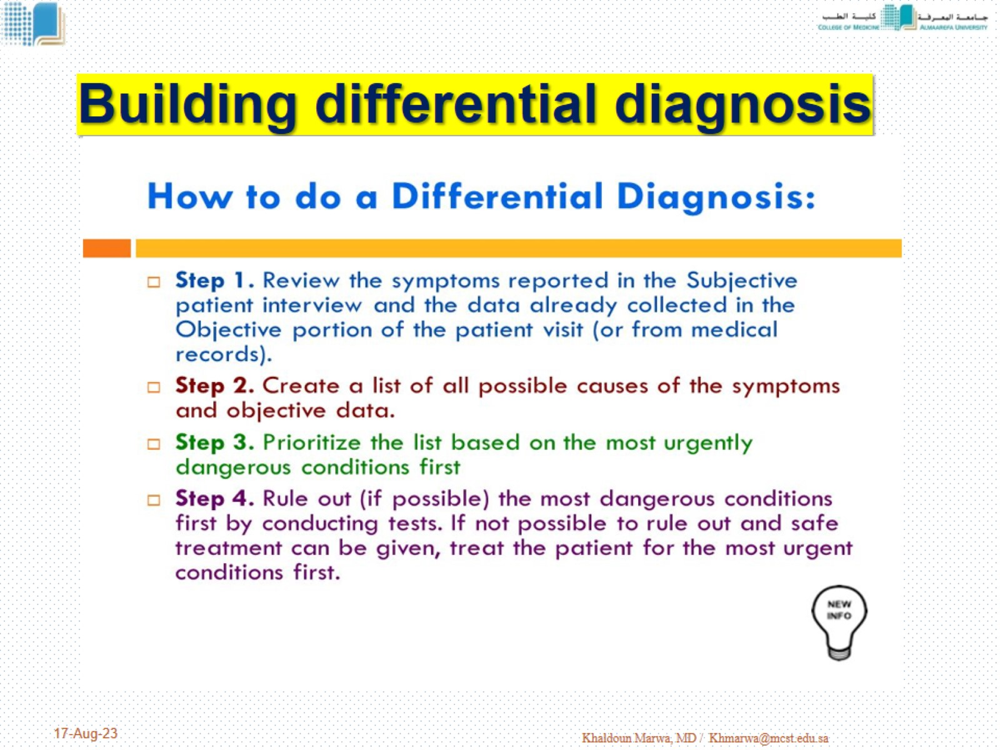 كليـة الطـب
COLLEGE OF MEDICINE
جـامعـة المعـرفـة
ALMAAREFA UNIVERSITY
Building differential diagnosis
How to do a Differential Diagnosis:
Step 1. Review the symptoms reported in the Subjective
patient interview and the data already collected in the
Objective portion of the patient visit (or from medical
records).
Step 2. Create a list of all possible causes of the symptoms
and objective data.
Step 3. Prioritize the list based on the most urgently
dangerous conditions first
Step 4. Rule out (if possible) the most dangerous conditions
first by conducting tests. If not possible to rule out and safe
treatment can be given, treat the patient for the most urgent
conditions first.
NEW
INFO
17-Aug-23
Khaldoun Marwa, MD / Khmarwa@mcst.edu.sa